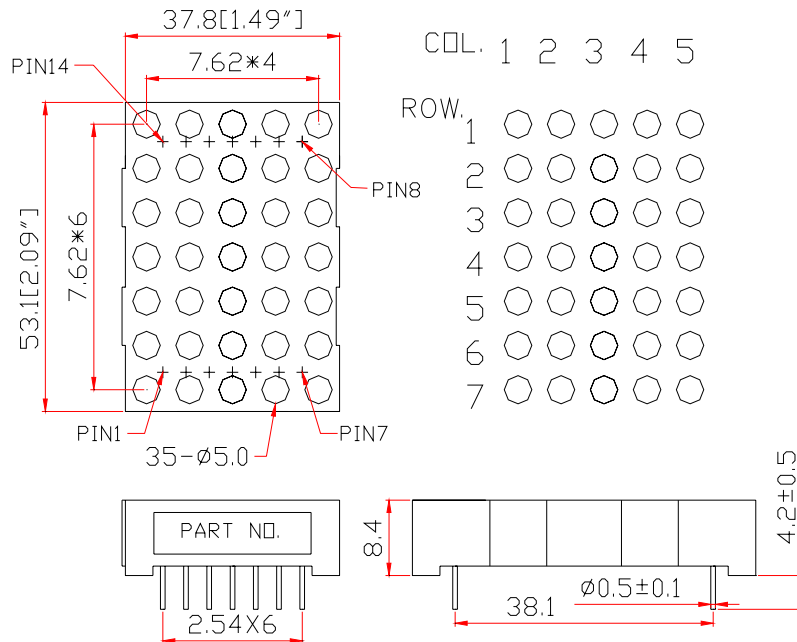 37.8[1.49"]
7.62*4
PIN14
PIN8
53.1[2.09"]
7.62*6
PIN1
PIN7
35-ø5.0
COL. 1 2 3 4 5
ROW.
1
2
3
4
5
6
7
PART NO.
2.54X6
8.4
38.1
ø0.5±0.1
4.2±0.5